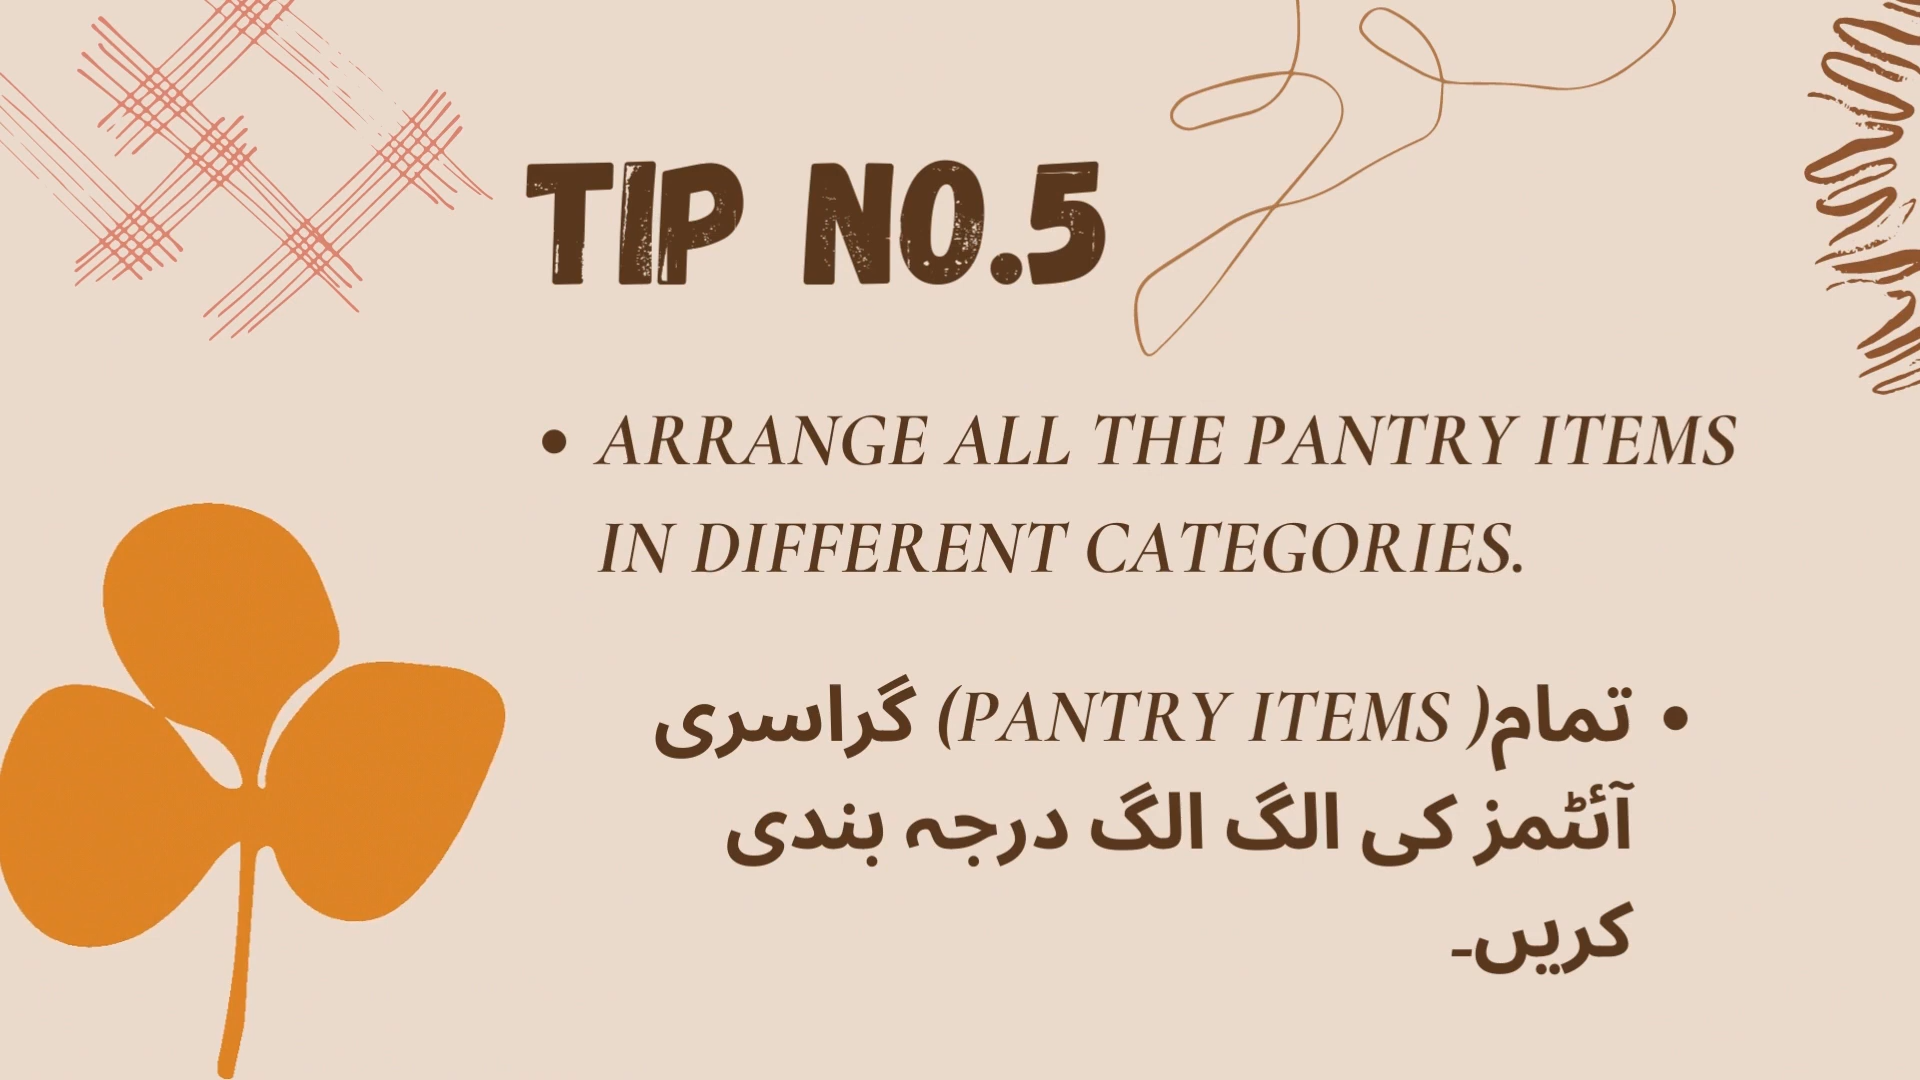 TIP NO.5
• ARRANGE ALL THE PANTRY ITEMS
IN DIFFERENT CATEGORIES.
• تمام( PANTRY ITEMS) گراسری
آئٹمز کی الگ الگ درجہ بندی
کریں۔